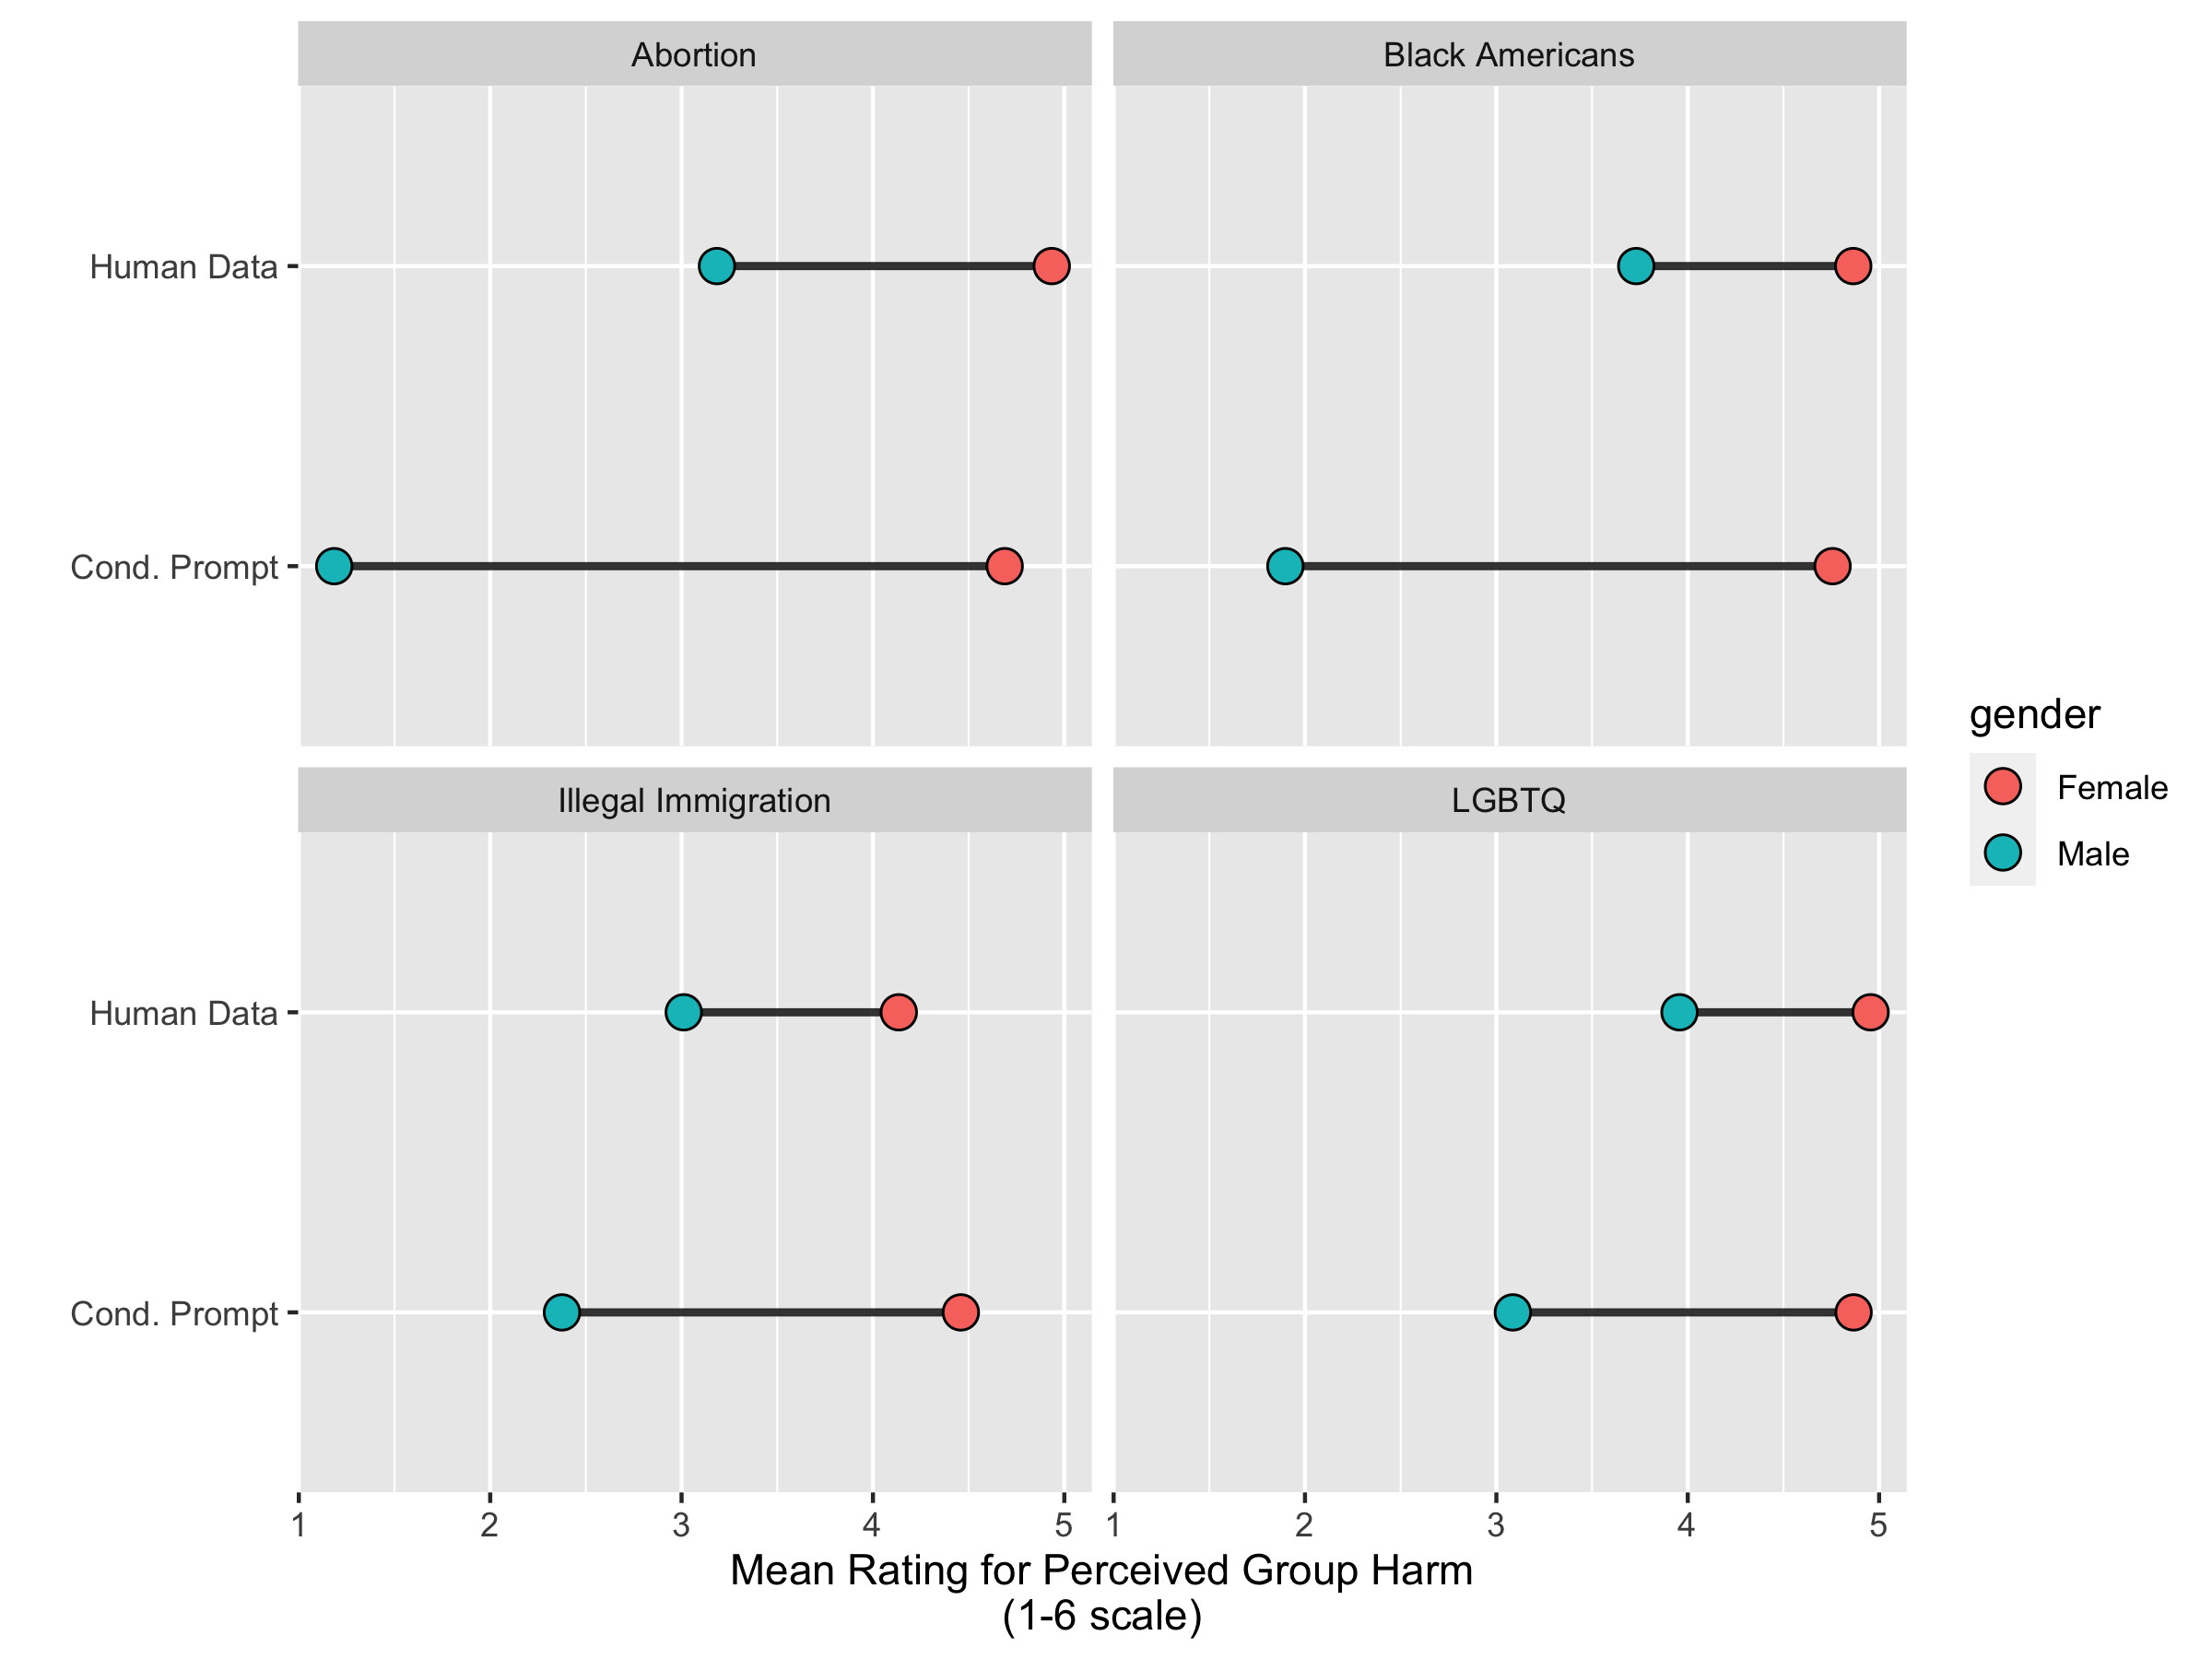 Abortion
Black Americans
Human Data
Cond. Prompt
Illegal Immigration
LGBTQ
Human Data
Cond. Prompt
1 2 3 4 5 1 2 3 4 5
Mean Rating for Perceived Group Harm
(1-6 scale)
gender
Female
Male